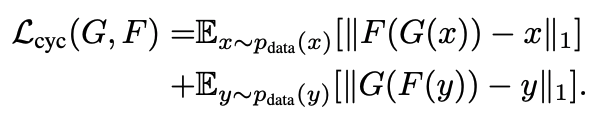 ℒcyc(G, F) =𝔼x∼pdata(x)[‖F(G(x)) − x‖1]
+𝔼y∼pdata(y)[‖G(F(y)) − y‖1].